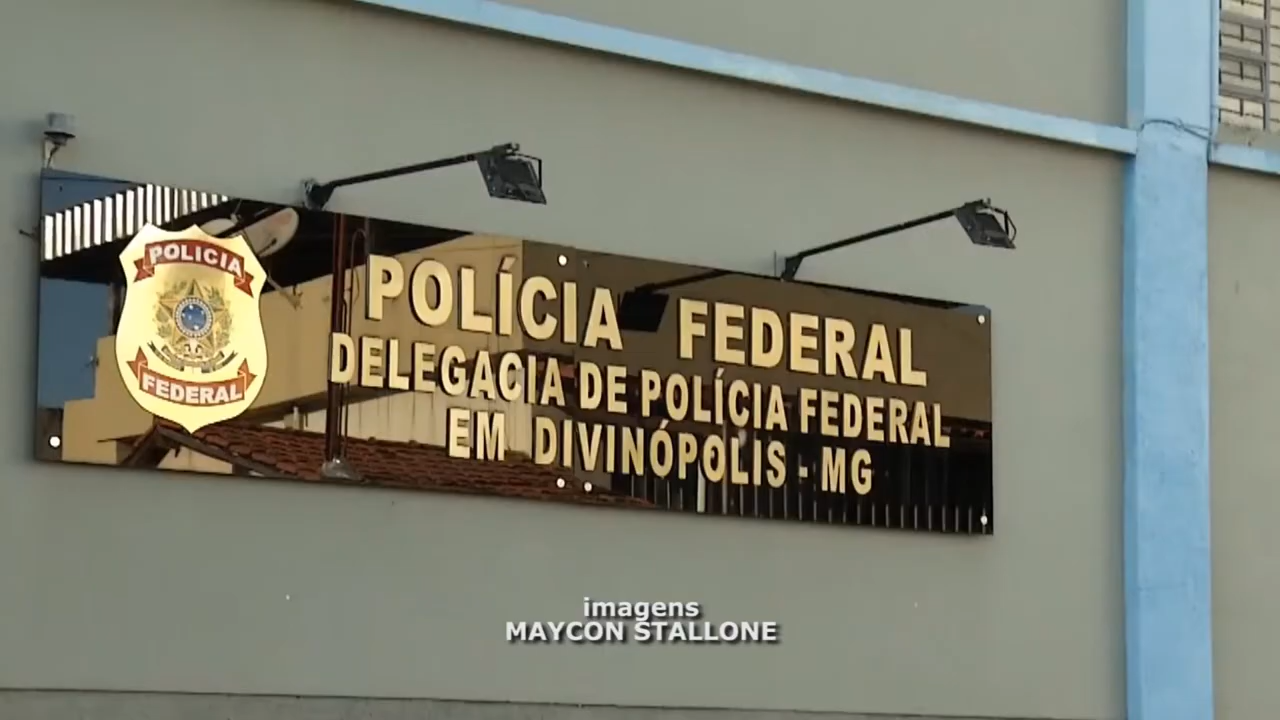 POLICIA
FEDERAL
POLÍCIA FEDERAL
DELEGACIA DE POLÍCIA FEDERAL
EM DIVINÓPOLIS - MG
imagens
MAYCON STALLONE